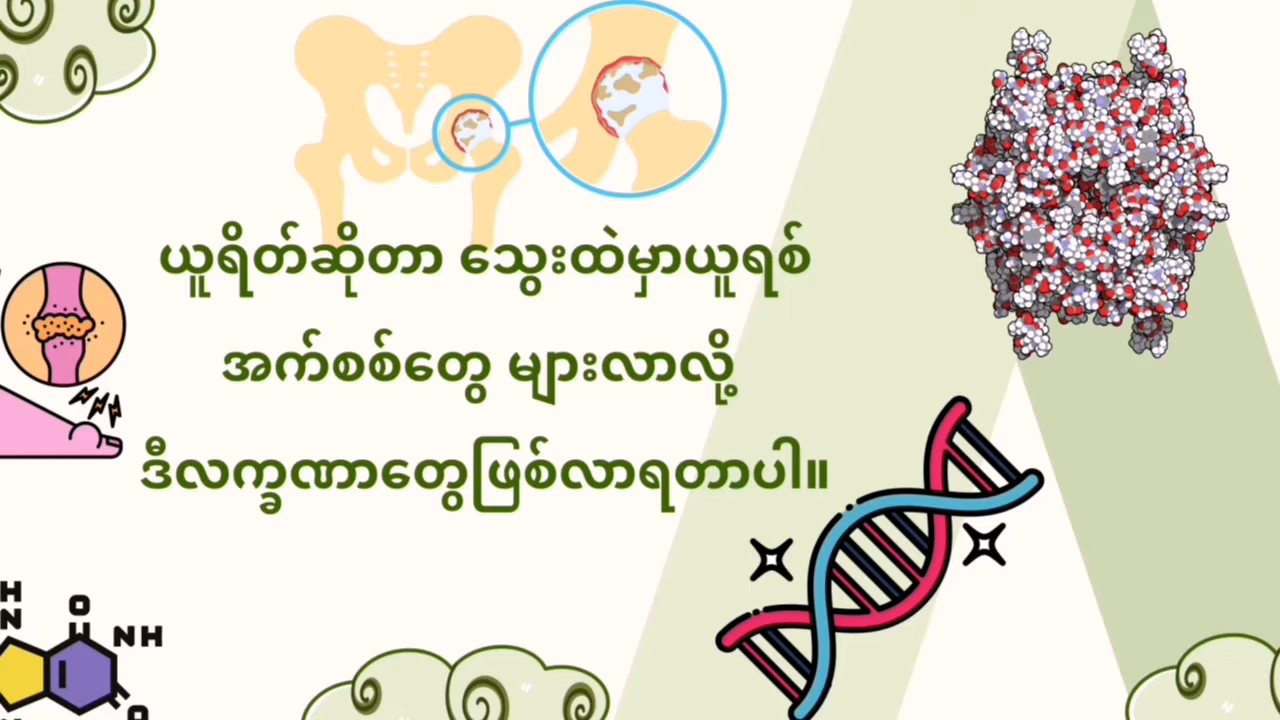 ယူရိတ်ဆိုတာ သွေးထဲမှာယူရစ်
အက်စစ်တွေ များလာလို့
ဒီလက္ခဏာတွေဖြစ်လာရတာပါ။
H
N
O
NH
O